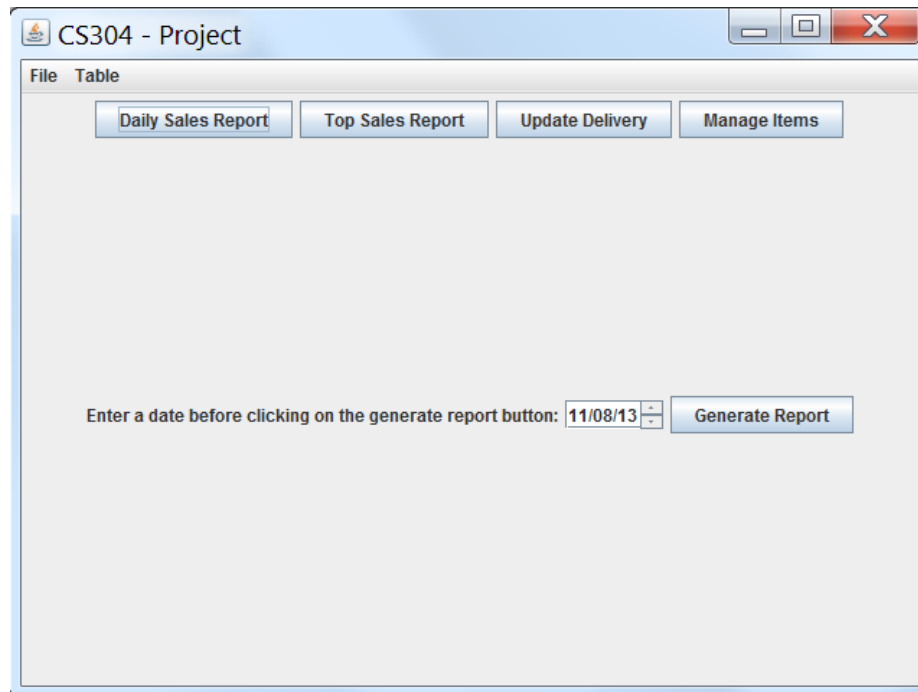 CS304 - Project
File Table
Daily Sales Report Top Sales Report Update Delivery Manage Items
Enter a date before clicking on the generate report button: 11/08/13 Generate Report